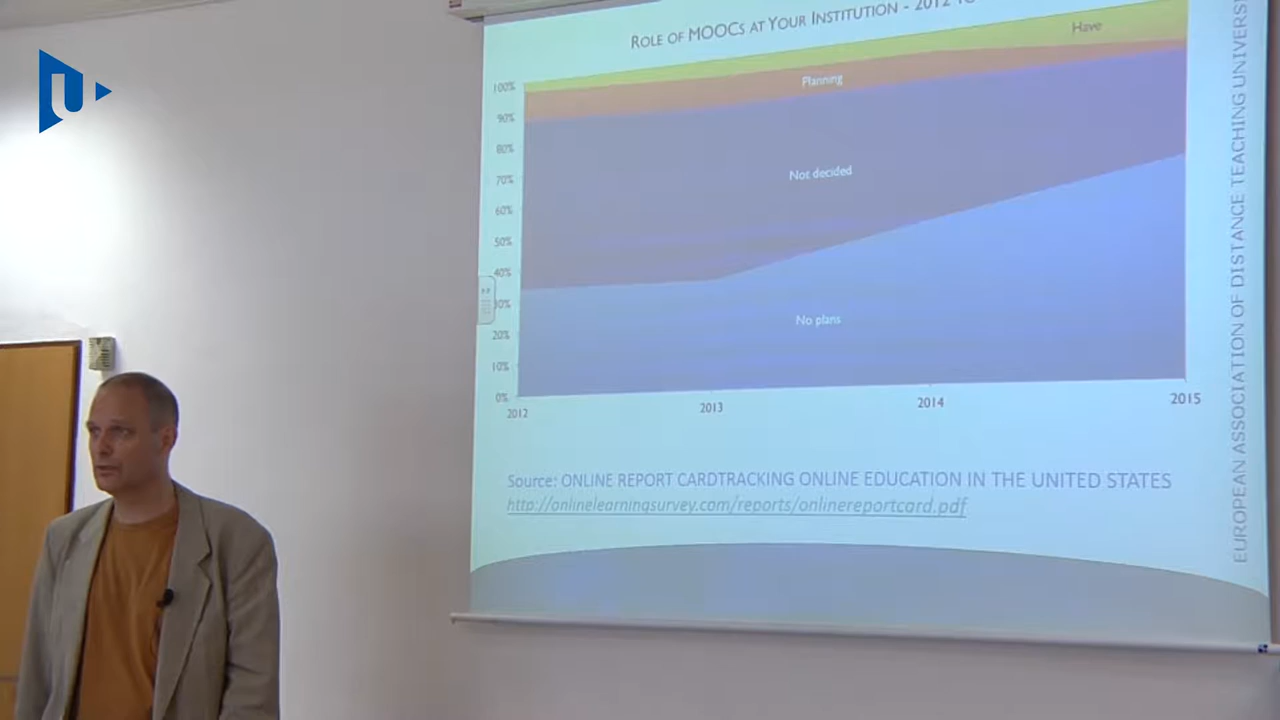 ROLE OF MOOCS AT YOUR INSTITUTION - 2012
Have
Planning
Not decided
No plans
100%
90%
80%
70%
60%
50%
40%
30%
20%
10%
0%
2012
2013
2014
2015
Source: ONLINE REPORT CARDTRACKING ONLINE EDUCATION IN THE UNITED STATES
http://onlinelearningsurvey.com/reports/onlinereportcard.pdf
EUROPEAN ASSOCIATION OF DISTANCE TEACHING